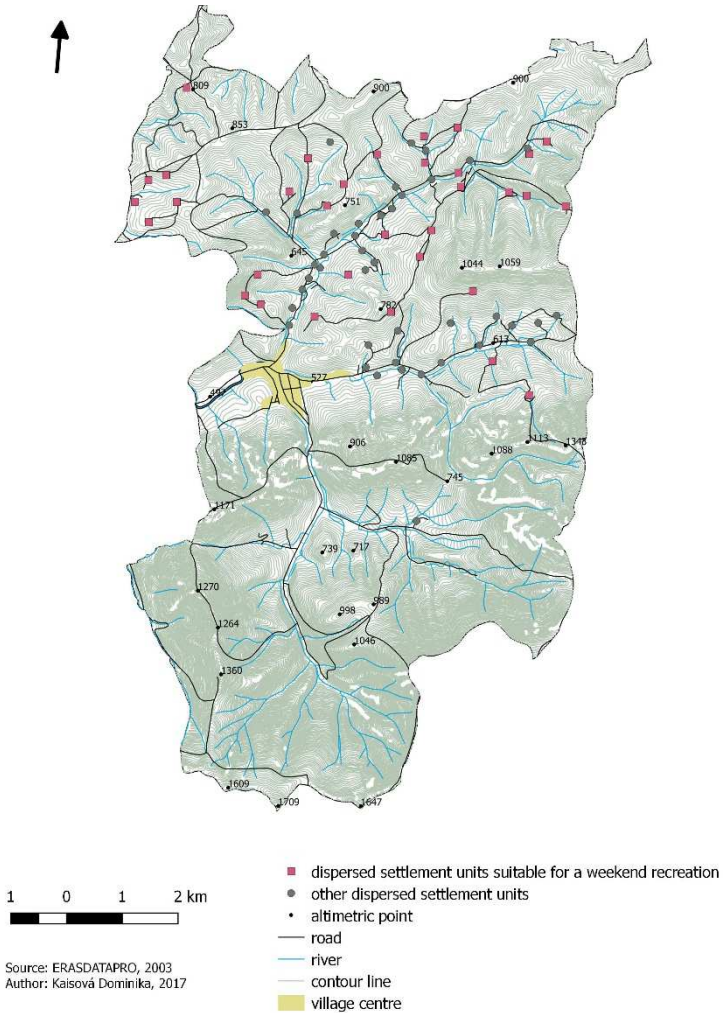 900
900
809
853
751
645
1044 1059
782
613
527
497
906
1085
1088
1113 1348
745
1171
739 717
1270
989
998
1264
1046
1360
1609
1709
1647
dispersed settlement units suitable for a weekend recreation
other dispersed settlement units
altimetric point
road
river
contour line
village centre
1 0 1 2 km
Source: ERASDATAPRO, 2003
Author: Kaisová Dominika, 2017